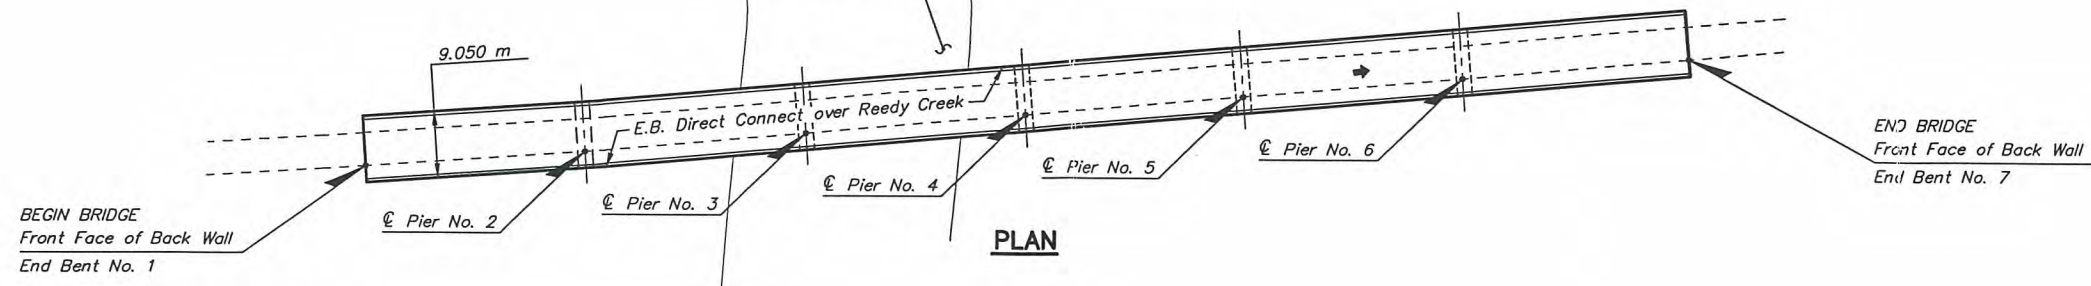 9.050 m
E.B. Direct Connect over Reedy Creek
BEGIN BRIDGE
Front Face of Back Wall
End Bent No. 1
℄ Pier No. 2
℄ Pier No. 3
℄ Pier No. 4
℄ Pier No. 5
℄ Pier No. 6
END BRIDGE
Front Face of Back Wall
End Bent No. 7
PLAN